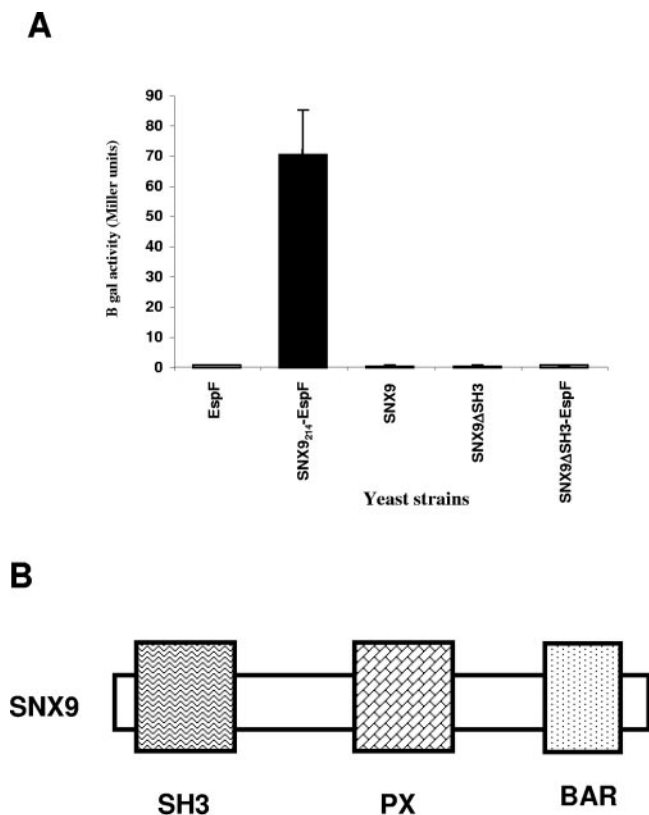 A
B gal activity (Miller units)
90
80
70
60
50
40
30
20
10
0
EspF
SNX9₂₁₄-EspF
SNX9
SNX9ΔSH3
SNX9ΔSH3-EspF
Yeast strains
B
SNX9
SH3
PX
BAR